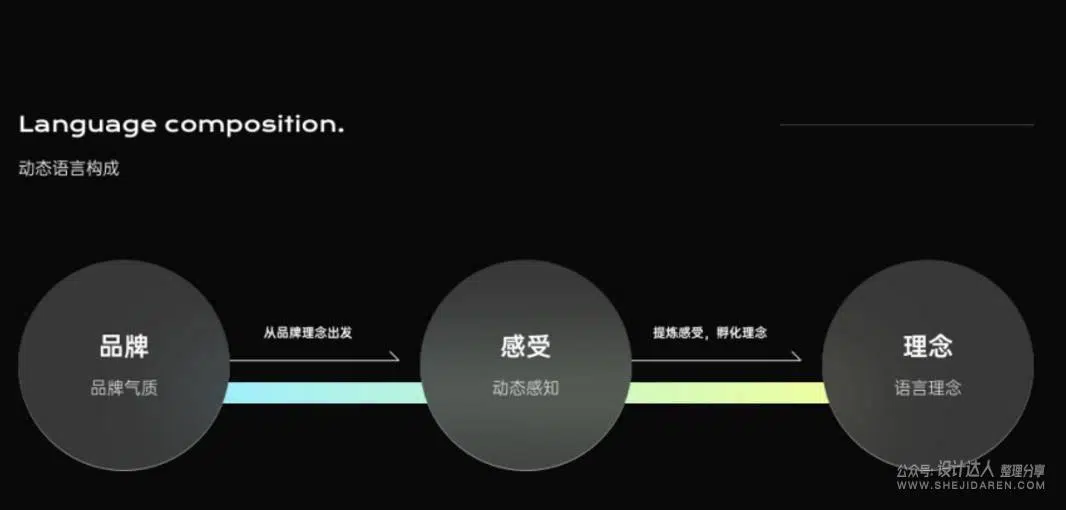 Language composition.
动态语言构成
从品牌理念出发
提炼感受，孵化理念
品牌
感受
理念
品牌气质
动态感知
语言理念
公众号: 设计达人 整理分享
WWW.SHEJIDAREN.COM